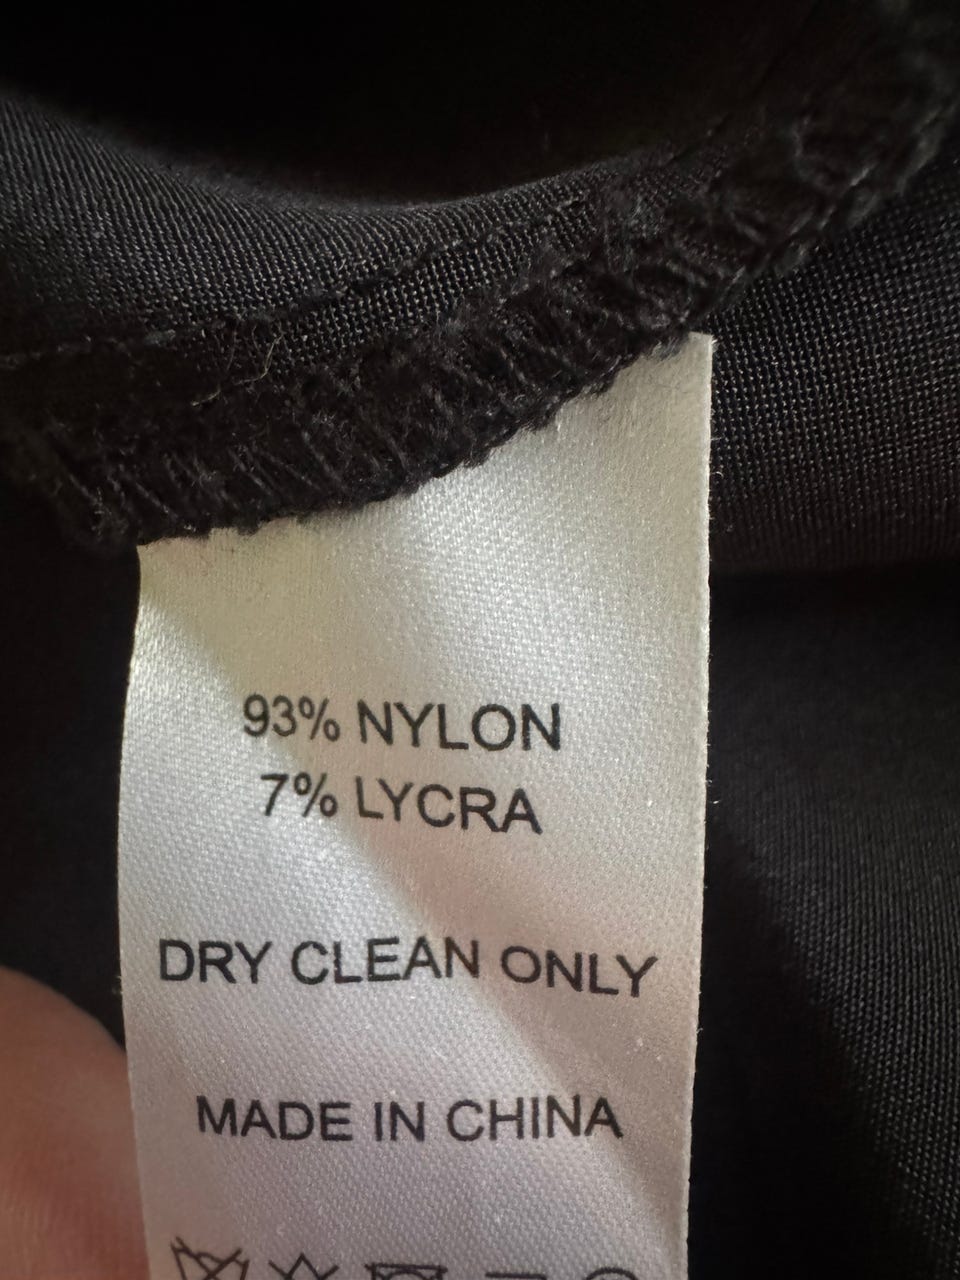 93% NYLON
7% LYCRA
DRY CLEAN ONLY
MADE IN CHINA